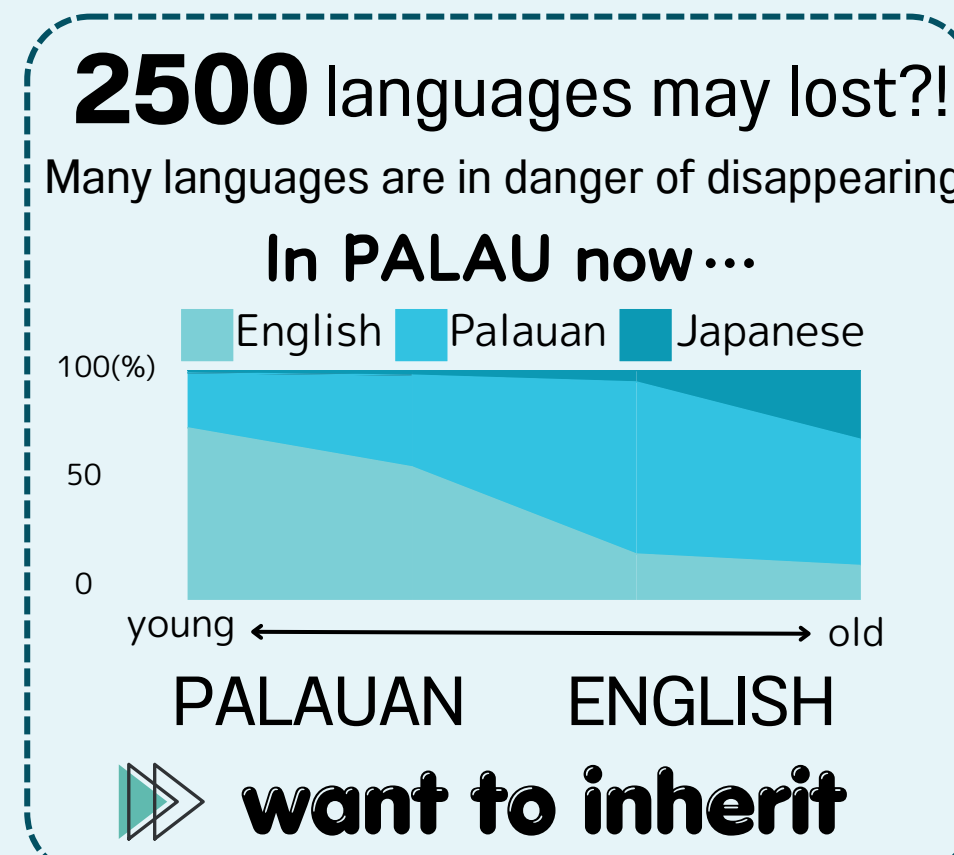 2500 languages may lost?!
Many languages are in danger of disappearing
In PALAU now…
English Palauan Japanese
100(%)
50
0
young old
PALAUAN ENGLISH
want to inherit